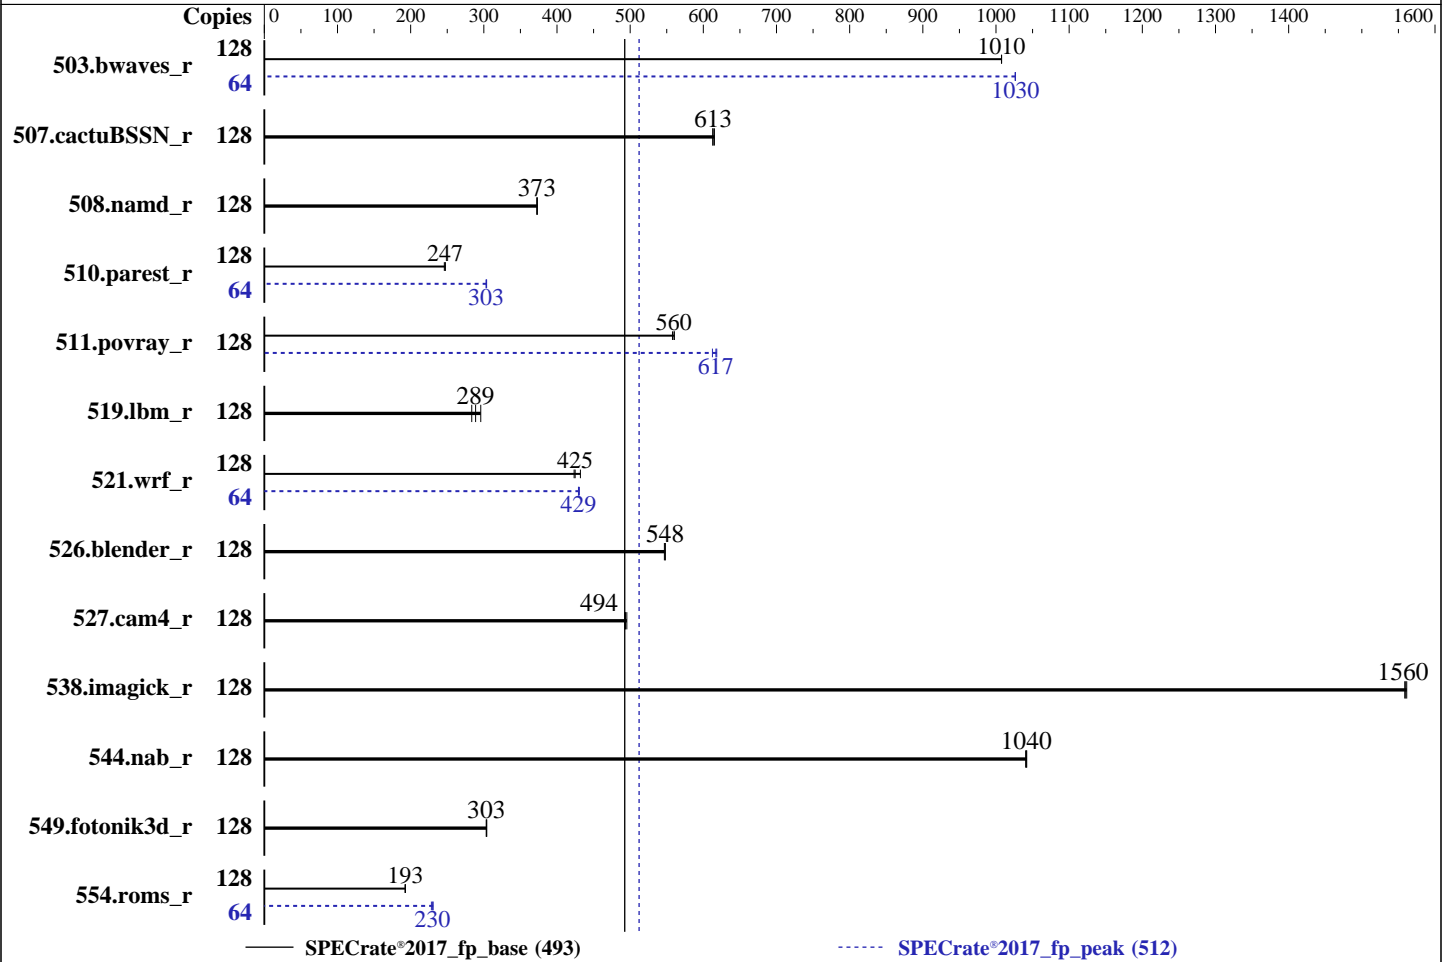 Copies 0 100 200 300 400 500 600 700 800 900 1000 1100 1200 1300 1400 1600
503.bwaves_r 128 1010
64 1030
507.cactuBSSN_r 128 613
508.namd_r 128 373
510.parest_r 128 247
64 303
511.povray_r 128 560
617
519.lbm_r 128 289
521.wrf_r 128 425
64 429
526.blender_r 128 548
527.cam4_r 128 494
538.imagick_r 128 1560
544.nab_r 128 1040
549.fotonik3d_r 128 303
554.roms_r 128 193
64 230
SPECrate®2017_fp_base (493) SPECrate®2017_fp_peak (512)